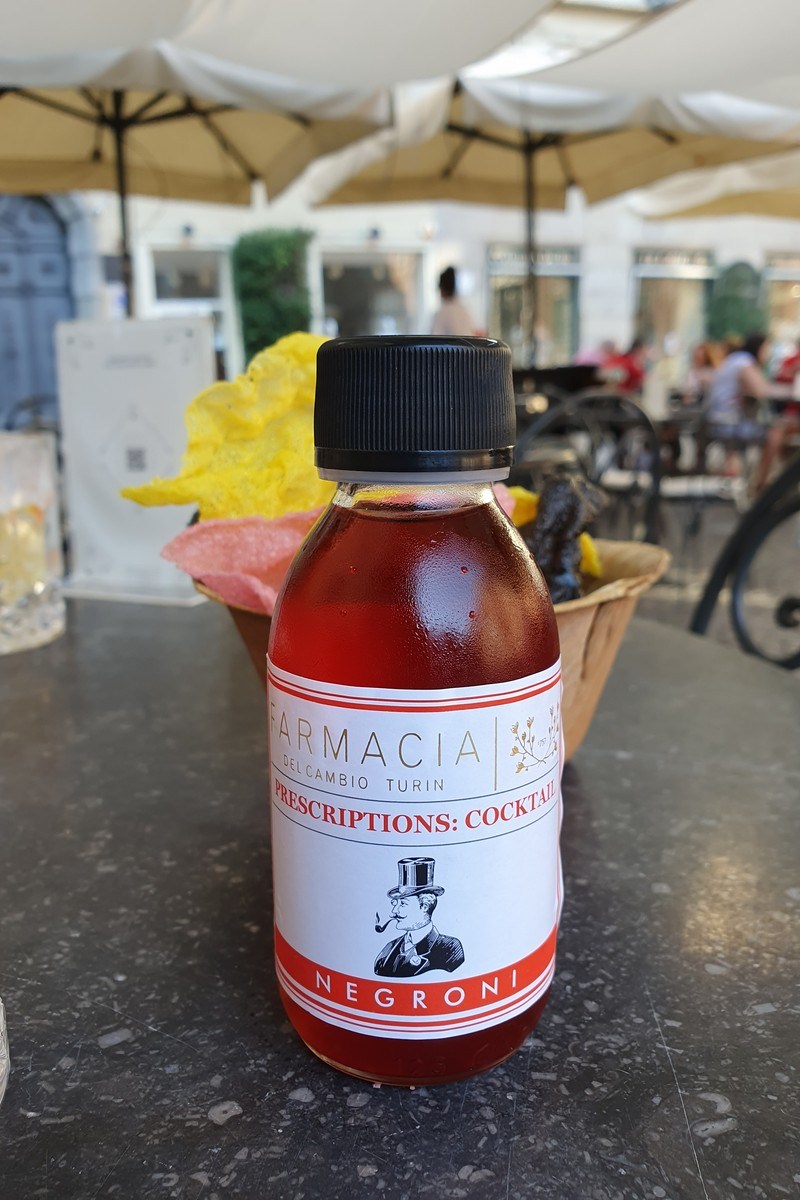 FARMACIA
DEL CAMBIO TURIN
PRESCRIPTIONS: COCKTAIL
NEGRONI